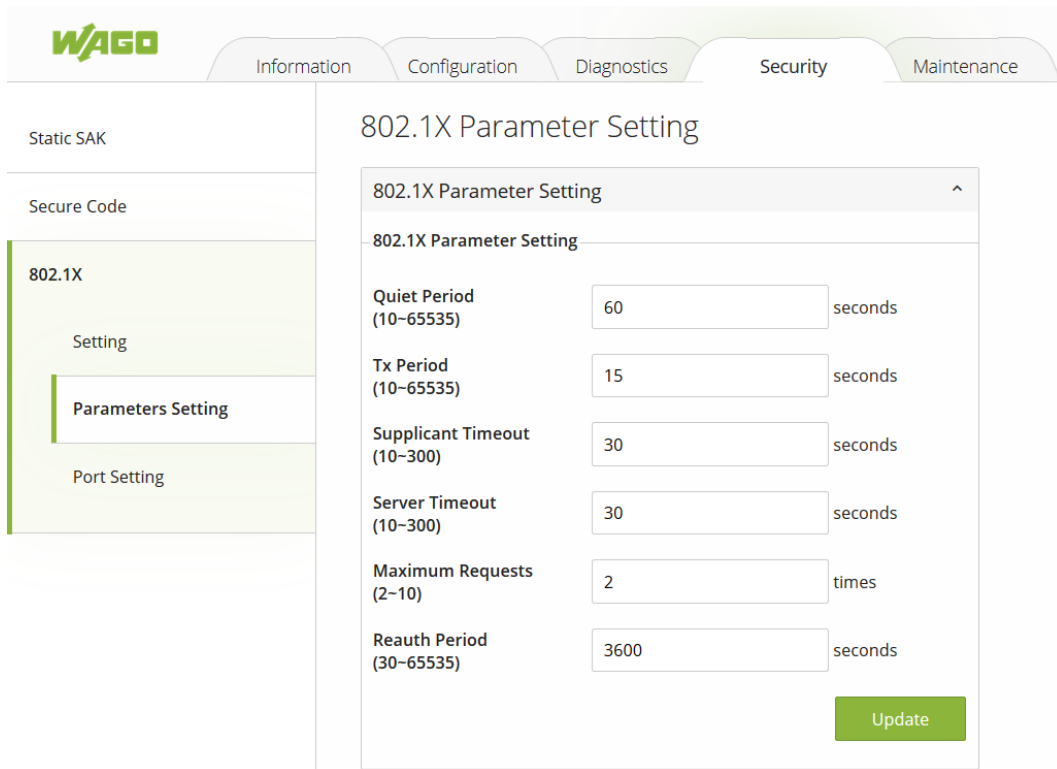 WAGO
Information Configuration Diagnostics Security Maintenance
Static SAK
Secure Code
802.1X
Setting
Parameters Setting
Port Setting
802.1X Parameter Setting
802.1X Parameter Setting
802.1X Parameter Setting
Quiet Period
(10~65535)
60 seconds
Tx Period
(10~65535)
15 seconds
Supplicant Timeout
(10~300)
30 seconds
Server Timeout
(10~300)
30 seconds
Maximum Requests
(2~10)
2 times
Reauth Period
(30~65535)
3600 seconds
Update